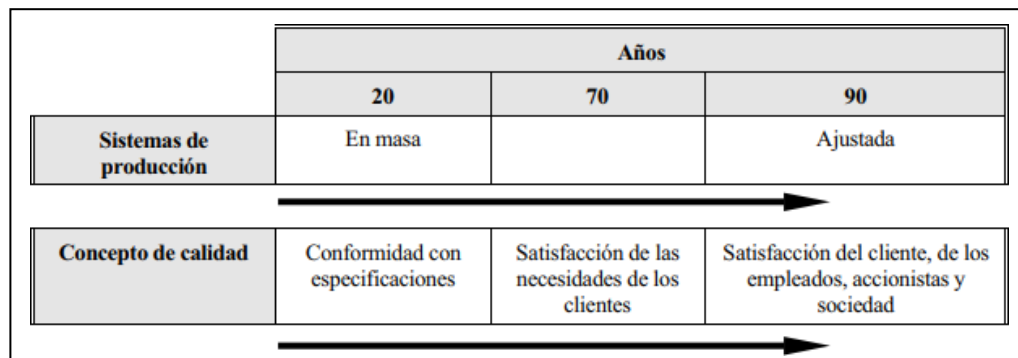 Años
20 70 90
Sistemas de En masa Ajustada
producción
Concepto de calidad Conformidad con Satisfacción de las Satisfacción del cliente, de los
especificaciones necesidades de los empleados, accionistas y
clientes sociedad